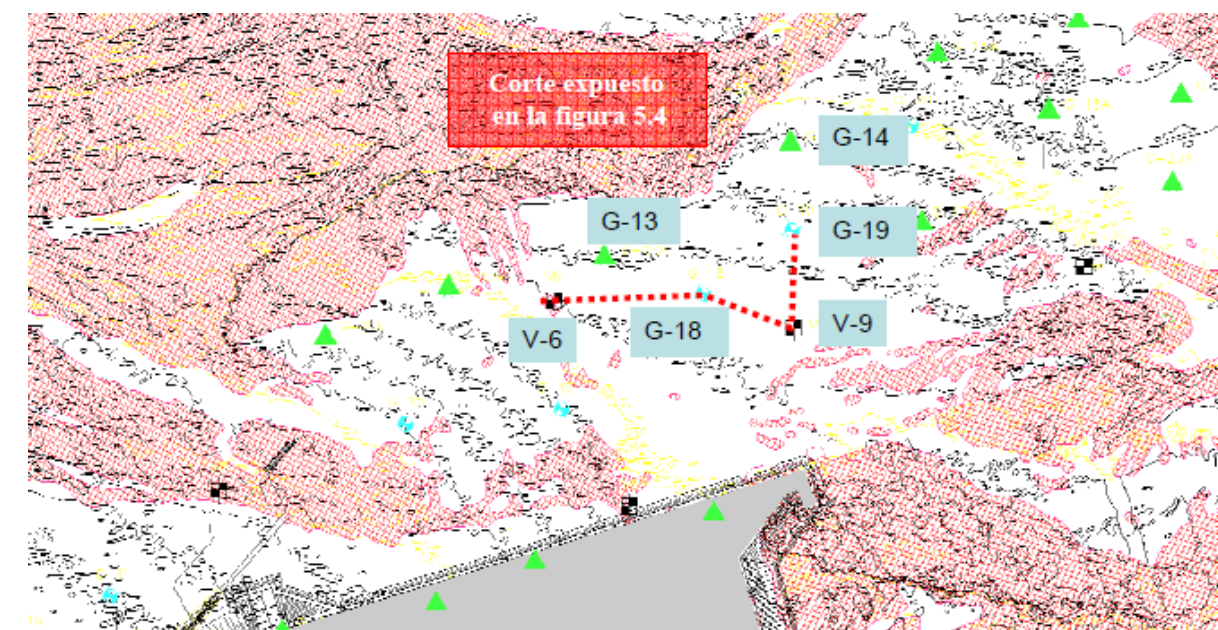 Corte expuesto
en la figura 5.4
G-14
G-13
G-19
V-9
G-18
V-6